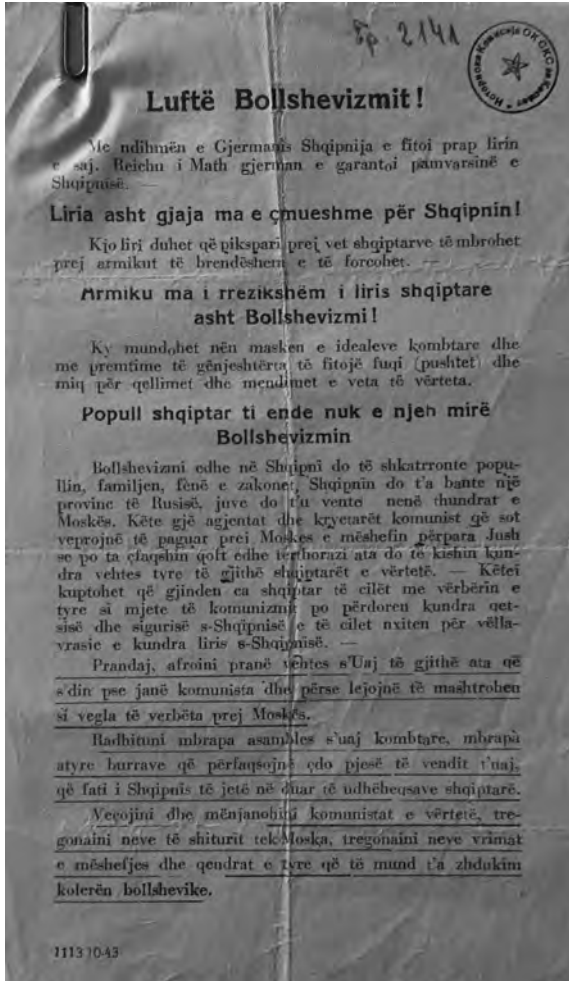 Бр. 2141
Luftë Bollshevizmit!
Me ndihmën e Gjermanis Shqipnija e fitoi prap lirin
e saj. Reichu i Math gjerman e garantoi pamvarsinë e
Shqipnisë. —
Liria asht gjaja ma e çmueshme për Shqipnin!
Kjo liri duhet që pikspari prej vet shqiptarve të mbrohet
prej armikut të brendëshem e të forcohet. —
Armiku ma i rrezikshëm i liris shqiptare
asht Bollshevizmi!
Ky mundohet nën masken e idealeve kombtare dhe
me premtime të gënjeshtërta të fitojë fuqi (pushtet) dhe
miq për qellimet dhe mendimet e veta të vërteta.
Popull shqiptar ti ende nuk e njeh mirë
Bollshevizmin
Bollshevizmi edhe në Shqipni do të shkatrronte popu-
llin, familjen, fenë e zakonet, Shqipnin do t'a bante një
provinc të Rusisë, juve do t'u vente nenë thundrat e
Moskës. Këte gjë agjentat dhe kryetarët komunist që sot
veprojnë të paguar prei Moskes e mëshefin përpara Jush
se po ta çfaqshin qoft edhe tërthorazi ata do të kishin kun-
dra vehtes tyre të gjithë shqiptarët e vërtetë. — Këtei
kuptohet që gjinden ca shqiptar të cilët me vërbërin e
tyre si mjete të komunizmit po përdoren kundra qet-
sisë dhe sigurisë s-Shqipnisë e të cilet nxiten për vëlla-
vrasie e kundra liris s-Shqipnisë. —
Prandaj, afroini pranë vehtes s'Uaj të gjithë ata që
s'din pse janë komunista dhe përse lejojnë të mashtrohen
si vegla të verbëta prej Moskës.
Radhituni mbrapa asambles s'uaj kombtare, mbrapa
atyre burrave që përfaqsojnë çdo pjesë të vendit t'uaj,
që fati i Shqipnis të jetë në duar të udhëheqsave shqiptarë.
Veçojini dhe mënjanohini komunistat e vërtetë, tre-
gonaini neve të shiturit tek Moska, tregonaini neve vrimat
e mëshefjes dhe qendrat e tyre që të mund t'a zhdukim
kolerën bollshevike.
1113 10-43